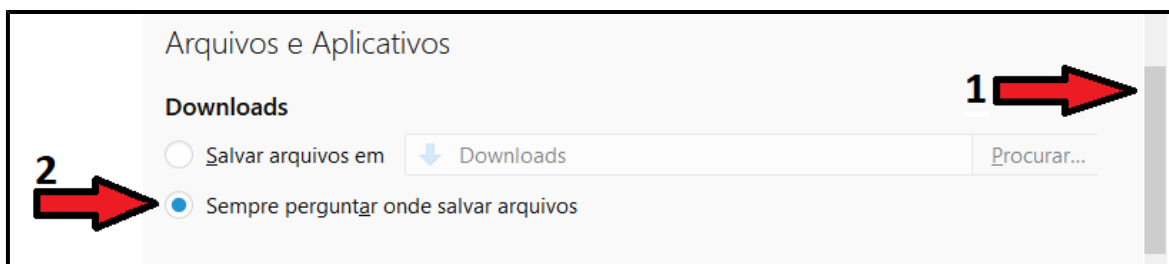 Arquivos e Aplicativos
1
Downloads
Salvar arquivos em Downloads Procurar...
2
Sempre perguntar onde salvar arquivos